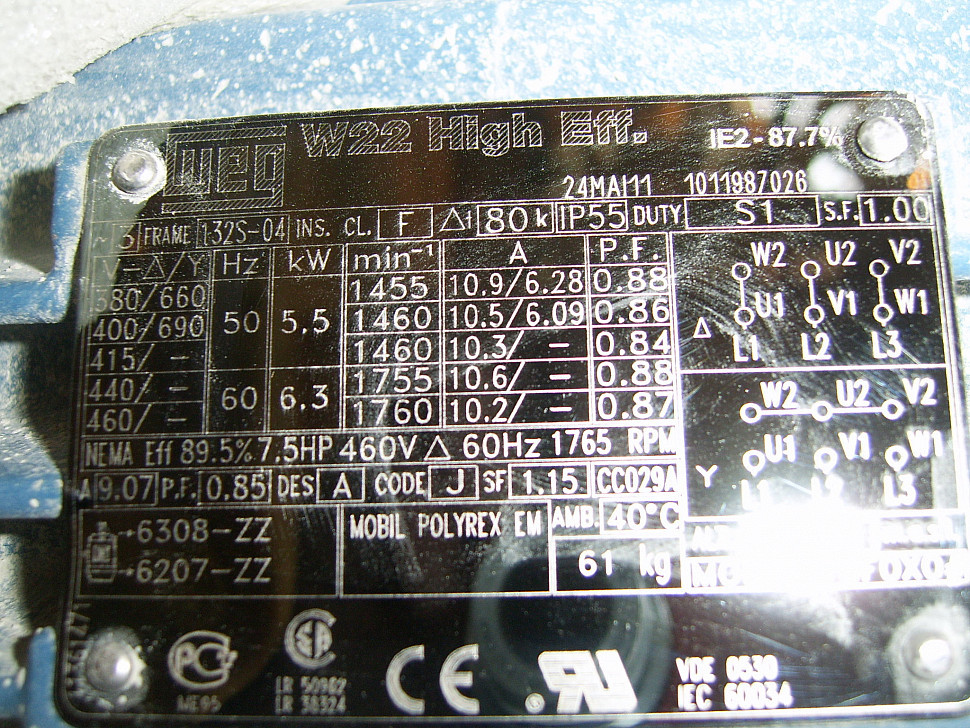 weg W22 High Eff. IE2-87.7%
24MAI11 1011987026
~ 3 FRAME 132S-04 INS. CL. F Δt 80 k IP55 DUTY S1 S.F. 1.00
V-Δ/Y Hz kW min⁻¹ A P.F.
380/660 1455 10.9/6.28 0.88
400/690 50 5.5 1460 10.5/6.09 0.86
415/ - 1460 10.3/ - 0.84
440/ - 60 6.3 1755 10.6/ - 0.88
460/ - 1760 10.2/ - 0.87
NEMA Eff 89.5% 7.5HP 460V Δ 60Hz 1765 RPM
A 9.07 P.F. 0.85 DES A CODE J SF 1.15 CC029A
→6308-ZZ
→6207-ZZ
MOBIL POLYREX EM
AMB. 40°C
61 kg
W2 U2 V2
U1 V1 W1
Δ
L1 L2 L3
W2 U2 V2
U1 V1 W1
Y
L1 L2 L3
ME95
LR 50962
LR 38324
CE
VDE 0530
IEC 60034